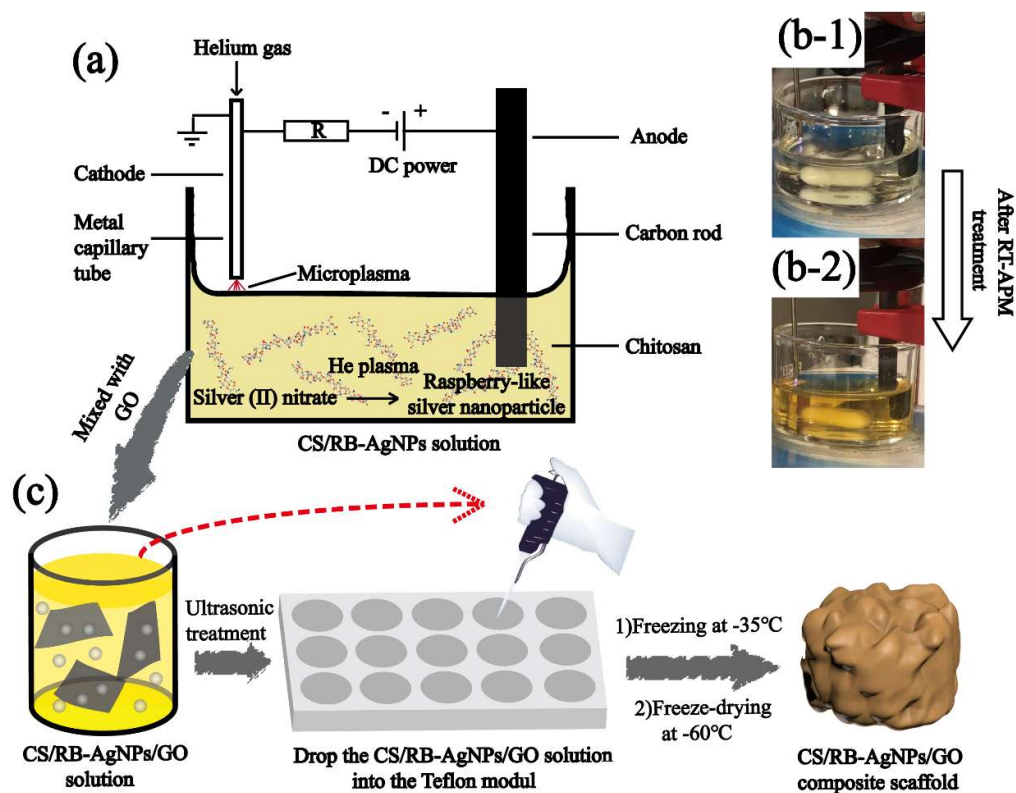 (a)
Helium gas
R
-
+
DC power
Cathode
Anode
Metal
capillary
tube
Carbon rod
Microplasma
Chitosan
He plasma
Silver (II) nitrate
Raspberry-like
silver nanoparticle
CS/RB-AgNPs solution
(b-1)
After RT-APM
treatment
(b-2)
Mixed with
GO
(c)
CS/RB-AgNPs/GO
solution
Ultrasonic
treatment
Drop the CS/RB-AgNPs/GO solution
into the Teflon modul
1)Freezing at -35℃
2)Freeze-drying
at -60℃
CS/RB-AgNPs/GO
composite scaffold